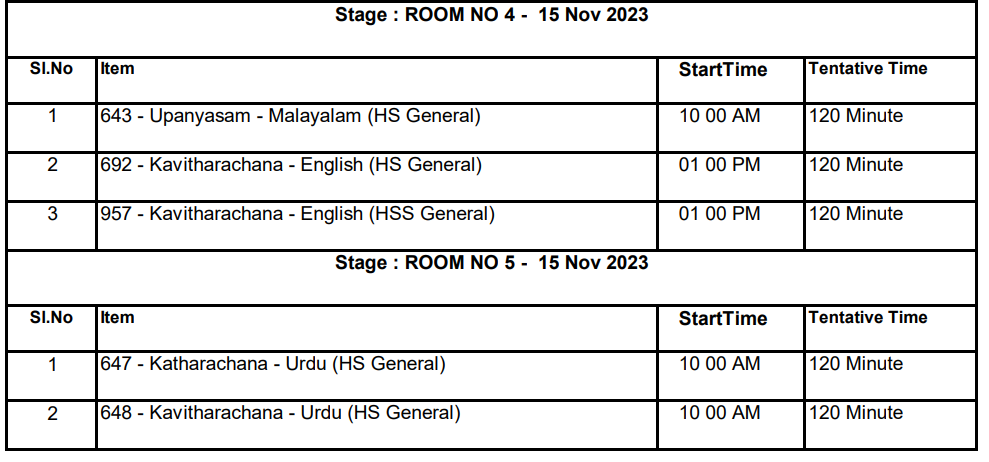 Stage : ROOM NO 4 - 15 Nov 2023
Sl.No Item StartTime Tentative Time
1 643 - Upanyasam - Malayalam (HS General) 10 00 AM 120 Minute
2 692 - Kavitharachana - English (HS General) 01 00 PM 120 Minute
3 957 - Kavitharachana - English (HSS General) 01 00 PM 120 Minute
Stage : ROOM NO 5 - 15 Nov 2023
Sl.No Item StartTime Tentative Time
1 647 - Katharachana - Urdu (HS General) 10 00 AM 120 Minute
2 648 - Kavitharachana - Urdu (HS General) 10 00 AM 120 Minute